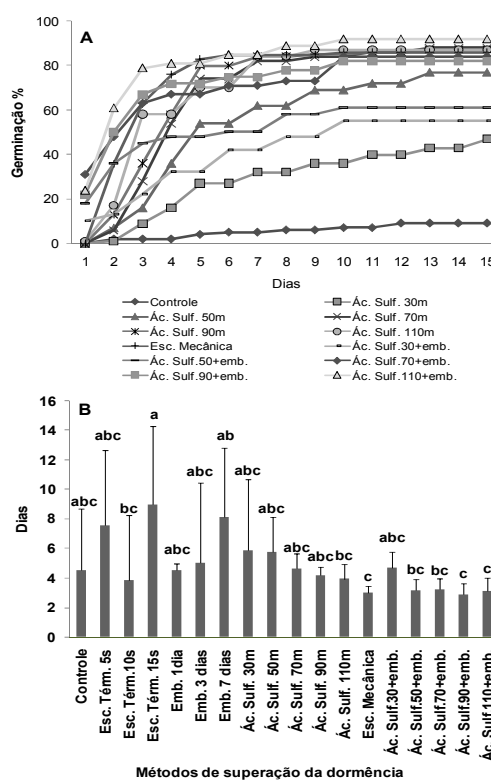 A
Germinação %
100
80
60
40
20
0
1 2 3 4 5 6 7 8 9 10 11 12 13 14 15
Dias
Controle
Ác. Sulf. 30m
Ác. Sulf. 50m
Ác. Sulf. 70m
Ác. Sulf. 90m
Ác. Sulf. 110m
Esc. Mecânica
Ác. Sulf. 30+emb.
Ác. Sulf.50+emb.
Ác. Sulf.70+emb.
Ác. Sulf.90+emb.
Ác. Sulf.110+emb.
B
Dias
16
14
12
10
8
6
4
2
0
abc abc bc a abc abc ab abc abc abc abc bc c abc bc bc c c
Controle
Esc. Térm. 5s
Esc. Térm.10s
Esc. Térm. 15s
Emb. 1dia
Emb. 3 dias
Emb. 7 dias
Ác. Sulf. 30m
Ác. Sulf. 50m
Ác. Sulf. 70m
Ác. Sulf. 90m
Ác. Sulf. 110m
Esc. Mecânica
Ác. Sulf.30+emb.
Ác. Sulf.50+emb.
Ác. Sulf.70+emb.
Ác. Sulf.90+emb.
Ác. Sulf 110+emb.
Métodos de superação da dormência